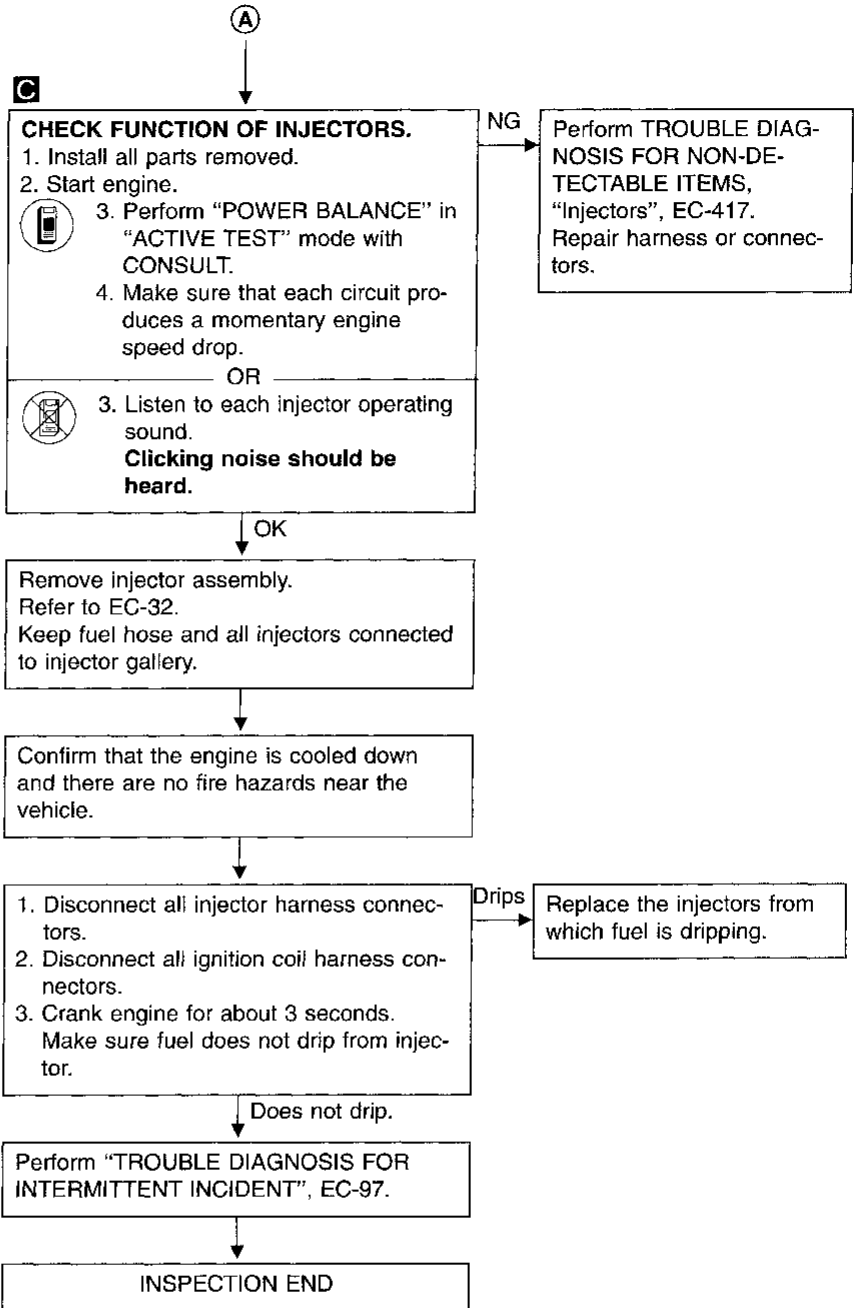 A
C
CHECK FUNCTION OF INJECTORS.
1. Install all parts removed.
2. Start engine.
3. Perform “POWER BALANCE” in
“ACTIVE TEST” mode with
CONSULT.
4. Make sure that each circuit pro-
duces a momentary engine
speed drop.
OR
3. Listen to each injector operating
sound.
Clicking noise should be
heard.
NG
Perform TROUBLE DIAG-
NOSIS FOR NON-DE-
TECTABLE ITEMS,
“Injectors”, EC-417.
Repair harness or connec-
tors.
OK
Remove injector assembly.
Refer to EC-32.
Keep fuel hose and all injectors connected
to injector gallery.
Confirm that the engine is cooled down
and there are no fire hazards near the
vehicle.
1. Disconnect all injector harness connec-
tors.
2. Disconnect all ignition coil harness con-
nectors.
3. Crank engine for about 3 seconds.
Make sure fuel does not drip from injec-
tor.
Drips
Replace the injectors from
which fuel is dripping.
Does not drip.
Perform “TROUBLE DIAGNOSIS FOR
INTERMITTENT INCIDENT”, EC-97.
INSPECTION END